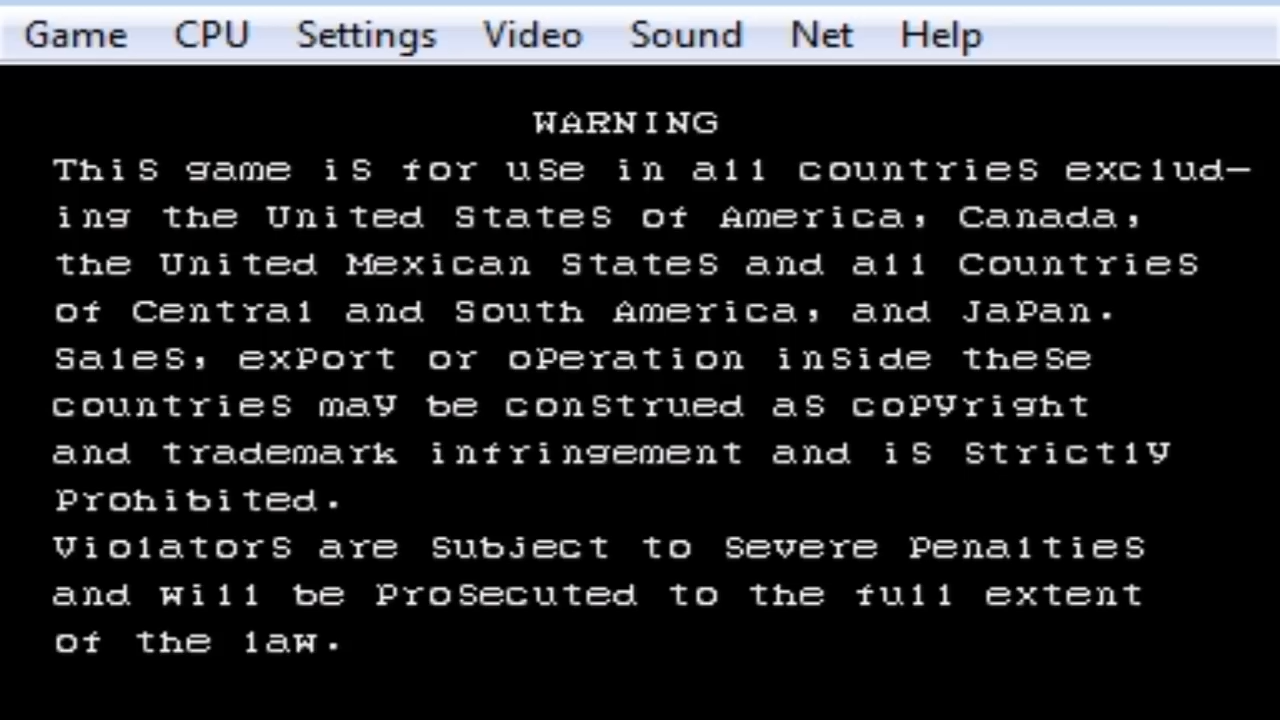 Game CPU Settings Video Sound Net Help
WARNING
This game is for use in all countries exclud-
ing the United States of America, Canada,
the United Mexican States and all Countries
of Central and South America, and Japan.
Sales, export or operation inside these
countries may be construed as copyright
and trademark infringement and is strictly
prohibited.
Violators are subject to severe penalties
and will be prosecuted to the full extent
of the law.